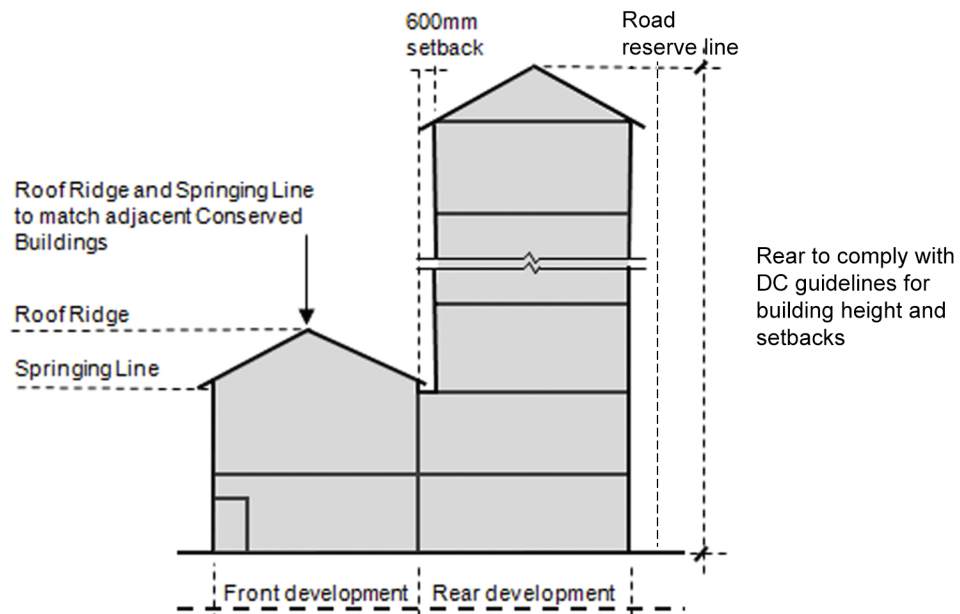 600mm
setback
Road
reserve line
Roof Ridge and Springing Line
to match adjacent Conserved
Buildings
Roof Ridge
Springing Line
Rear to comply with
DC guidelines for
building height and
setbacks
Front development
Rear development